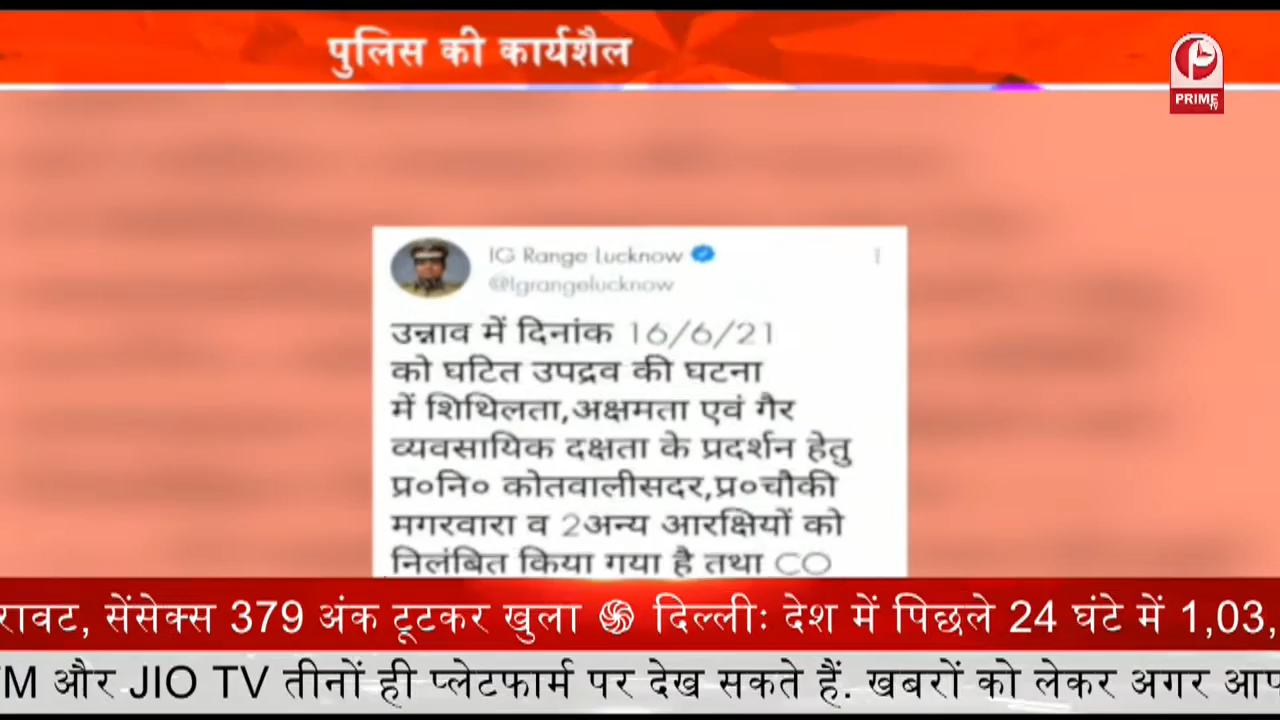 पुलिस की कार्यशैल
PRIME
TV
IG Range Lucknow
@Igrangelucknow
उन्नाव में दिनांक 16/6/21
को घटित उपद्रव की घटना
में शिथिलता,अक्षमता एवं गैर
व्यवसायिक दक्षता के प्रदर्शन हेतु
प्र०नि० कोतवालीसदर,प्र०चौकी
मगरवारा व 2अन्य आरक्षियों को
निलंबित किया गया है तथा CO
रावट, सेंसेक्स 379 अंक टूटकर खुला दिल्लीः देश में पिछले 24 घंटे में 1,03,
TM और JIO TV तीनों ही प्लेटफार्म पर देख सकते हैं. खबरों को लेकर अगर आप